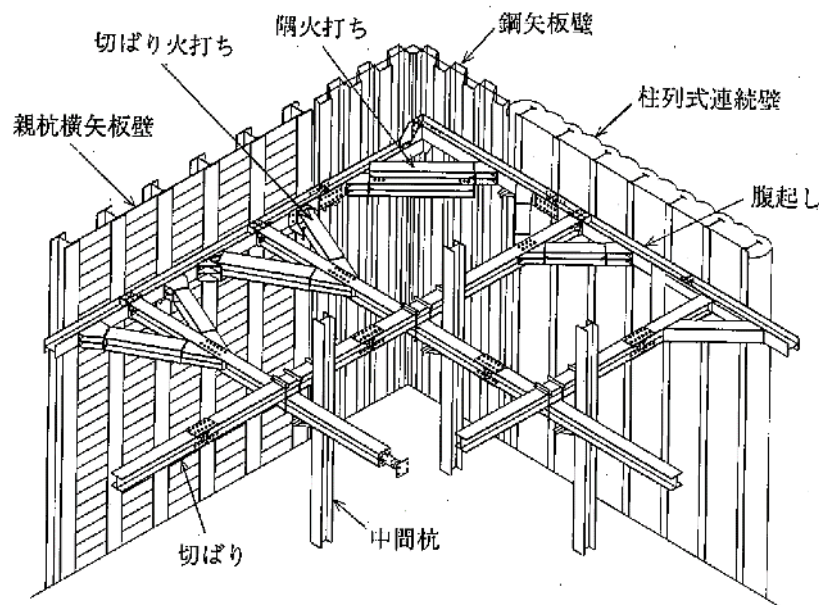 隅火打ち
鋼矢板壁
切ばり火打ち
柱列式連続壁
親杭横矢板壁
腹起し
切ばり
中間杭